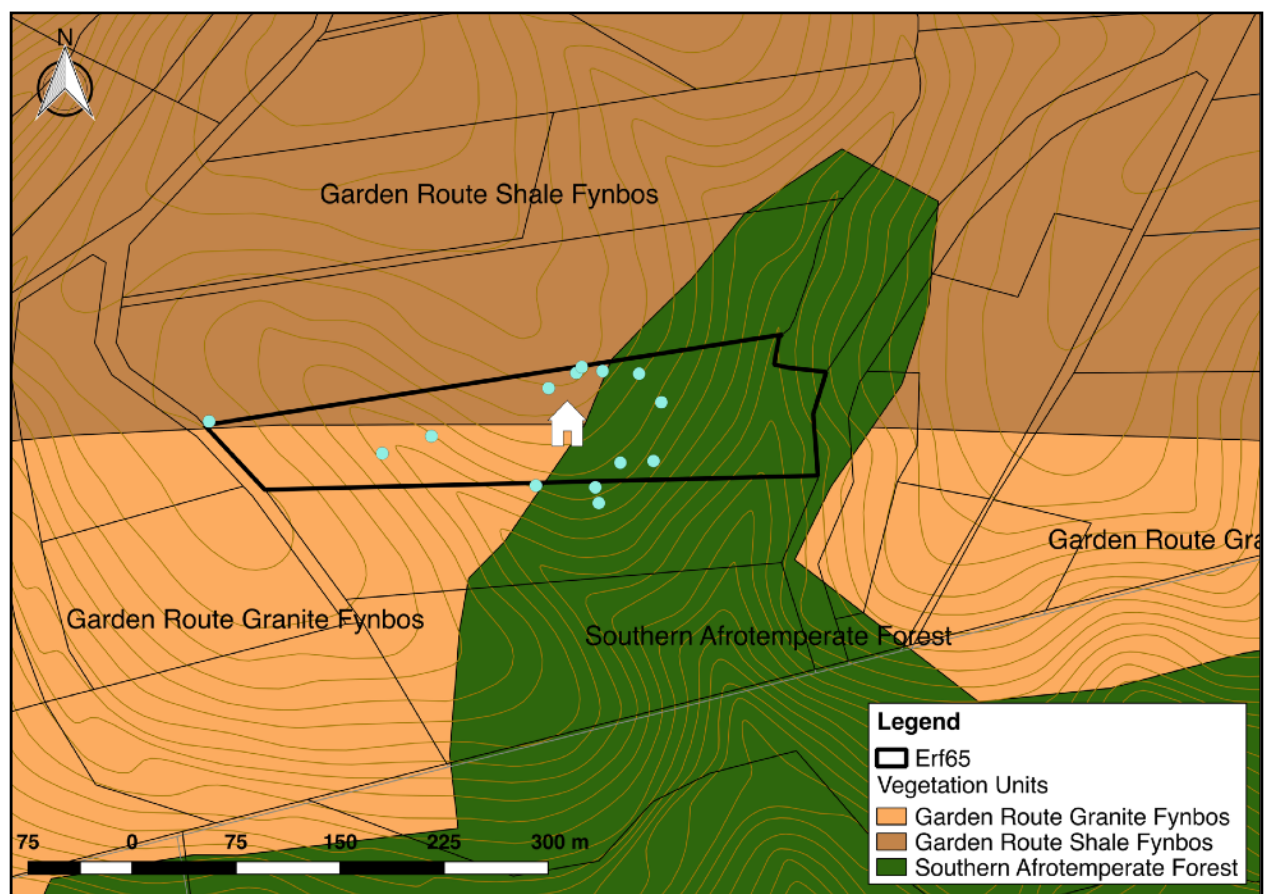 N
Garden Route Shale Fynbos
Garden Route Gra
Garden Route Granite Fynbos
Southern Afrotemperate Forest
Legend
Erf65
Vegetation Units
Garden Route Granite Fynbos
Garden Route Shale Fynbos
Southern Afrotemperate Forest
75 0 75 150 225 300 m